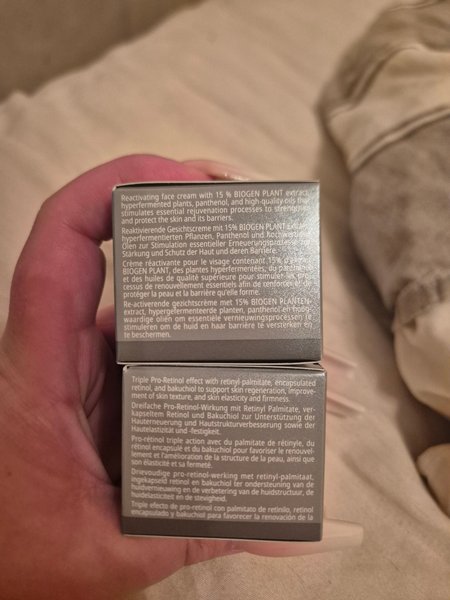 Reactivating face cream with 15 % BIOGEN PLANT extract,
hyperfermented plants, panthenol, and high-quality oils that
stimulates essential rejuvenation processes to strengthen
and protect the skin and its barriers.
Reaktivierende Gesichtscreme mit 15% BIOGEN PLANT Extrakt,
hyperfermentierten Pflanzen, Panthenol und hochwertigen
Ölen zur Stimulation essentieller Erneuerungsprozesse zur
Stärkung und Schutz der Haut und deren Barriere.
Crème réactivante pour le visage contenant 15% d'extrait
BIOGEN PLANT, des plantes hyperfermentées, du panthénol
et des huiles de qualité supérieure pour stimuler les pro-
cessus de renouvellement essentiels afin de renforcer et de
protéger la peau et la barrière qu'elle forme.
Re-activerende gezichtscrème met 15% BIOGEN PLANTEN-
extract, hypergefermenteerde planten, panthenol en hoog-
waardige oliën om essentiële vernieuwingsprocessen te
stimuleren om de huid en haar barrière te versterken en
te beschermen.
Triple Pro-Retinol effect with retinyl palmitate, encapsulated
retinol, and bakuchiol to support skin regeneration, improve-
ment of skin texture, and skin elasticity and firmness.
Dreifache Pro-Retinol-Wirkung mit Retinyl Palmitate, ver-
kapseltem Retinol und Bakuchiol zur Unterstützung der
Hauterneuerung und Hautstrukturverbesserung sowie der
Hautelastizität und -festigkeit.
Pro-rétinol triple action avec du palmitate de rétinyle, du
rétinol encapsulé et du bakuchiol pour favoriser le renouvel-
lement et l'amélioration de la structure de la peau, ainsi que
son élasticité et sa fermeté.
Drievoudige pro-retinol-werking met retinyl-palmitaat,
ingekapseld retinol en bakuchiol ter ondersteuning van de
huidvernieuwing en de verbetering van de huidstructuur, de
huidelasticiteit en de stevigheid.
Triple efecto de pro-retinol con palmitato de retinilo, retinol
encapsulado y bakuchiol para favorecer la renovación de la